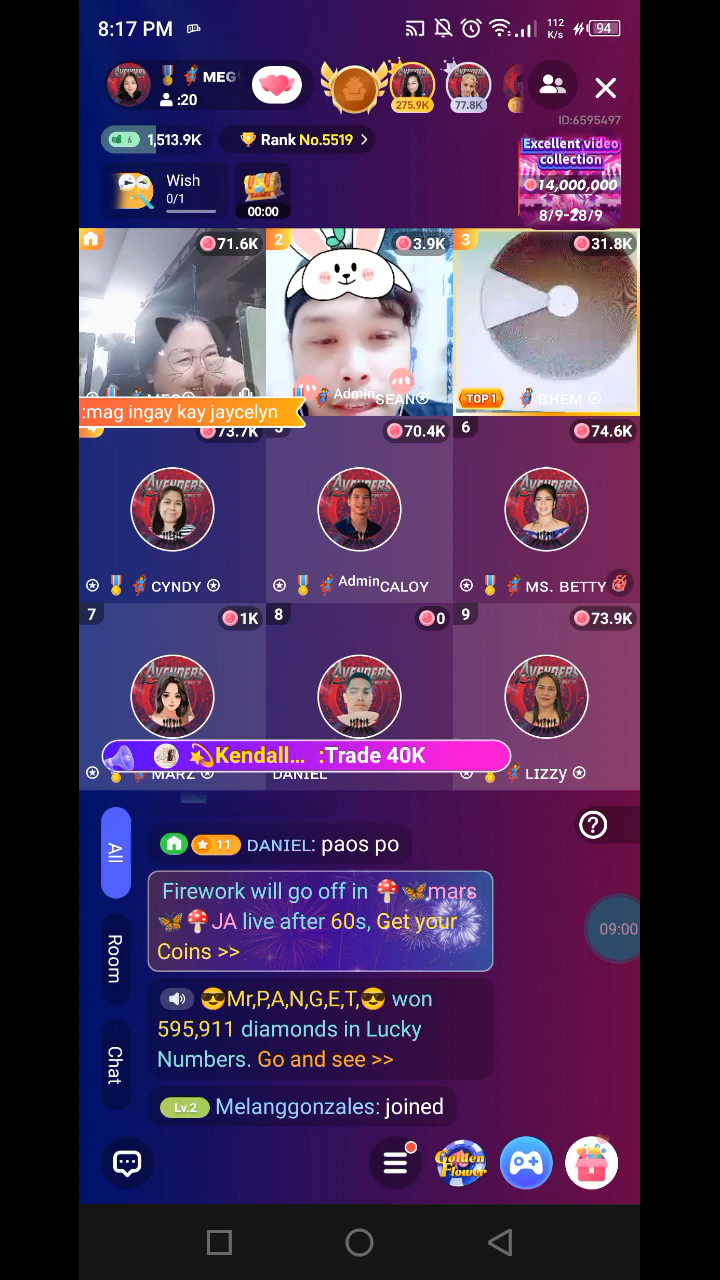 8:17 PM
112
K/s
94
MEG
:20
275.9K
77.8K
ID:6595497
1,513.9K
Rank No.5519 >
Excellent video
collection
14,000,000
8/9-28/9
Wish
0/1
00:00
71.6K
2
3.9K
3
31.8K
Admin SEAN
TOP 1
BHEM
:mag ingay kay jaycelyn
73.7K
70.4K
6
74.6K
AVENGERS
AVENGERS
AVENGERS
CYNDY
Admin CALOY
MS. BETTY
7
1K
8
0
9
73.9K
AVENGERS
AVENGERS
AVENGERS
Kendall... :Trade 40K
MARZ
DANIEL
LIZZy
All
Room
Chat
?
11 DANIEL: paos po
Firework will go off in 🍄🦋mars
🦋🍄JA live after 60s, Get your
Coins >>
09:00
😎Mr,P,A,N,G,E,T,😎 won
595,911 diamonds in Lucky
Numbers. Go and see >>
Lv.2 Melanggonzales: joined
Golden
Flower